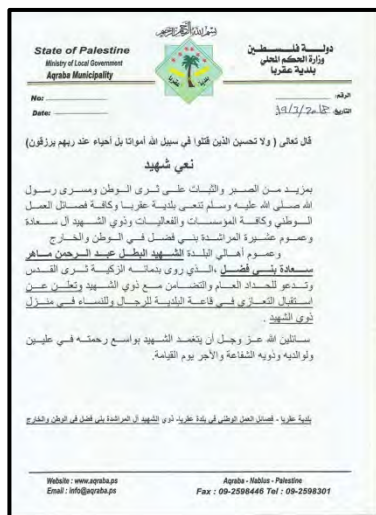 بسم الله الرحمن الرحيم
State of Palestine
Ministry of Local Government
Aqraba Municipality
دولة فلسطين
وزارة الحكم المحلي
بلدية عقربا
No:
Date:
الرقم:
التاريخ
قال تعالى ( ولا تحسبن الذين قتلوا في سبيل الله أمواتا بل أحياء عند ربهم يرزقون)
نعي شهيد
بمزيد من الصبر والثبات على ثرى الوطن ومسرى رسول
الله صلى الله عليه وسلم تنعى بلدية عقربا وكافة فصائل العمل
الوطني وكافة المؤسسات والفعاليات وذوي الشهيد آل سعادة
وعموم عشيرة المراشدة بني فضل في الوطن والخارج
وعموم أهالي البلدة الشهيد البطل عبد الرحمن ماهر
سعادة بني فضل ،الذي روى بدمائه الزكية ثرى القدس
وتدعو للحداد العام والتضامن مع ذوي الشهيد وتعلن عن
استقبال التعازي في قاعة البلدية للرجال وللنساء في منزل
ذوي الشهيد .
سائلين الله عز وجل أن يتغمد الشهيد بواسع رحمته في عليين
ولوالديه وذويه الشفاعة والأجر يوم القيامة.
بلدية عقربا - فصائل العمل الوطني في بلدة عقربا- ذوي الشهيد آل المراشدة بني فضل في الوطن والخارج
Website : www.aqraba.ps
Email : info@aqraba.ps
Aqraba - Nablus - Palestine
Fax : 09-2598446 Tel : 09-2598301